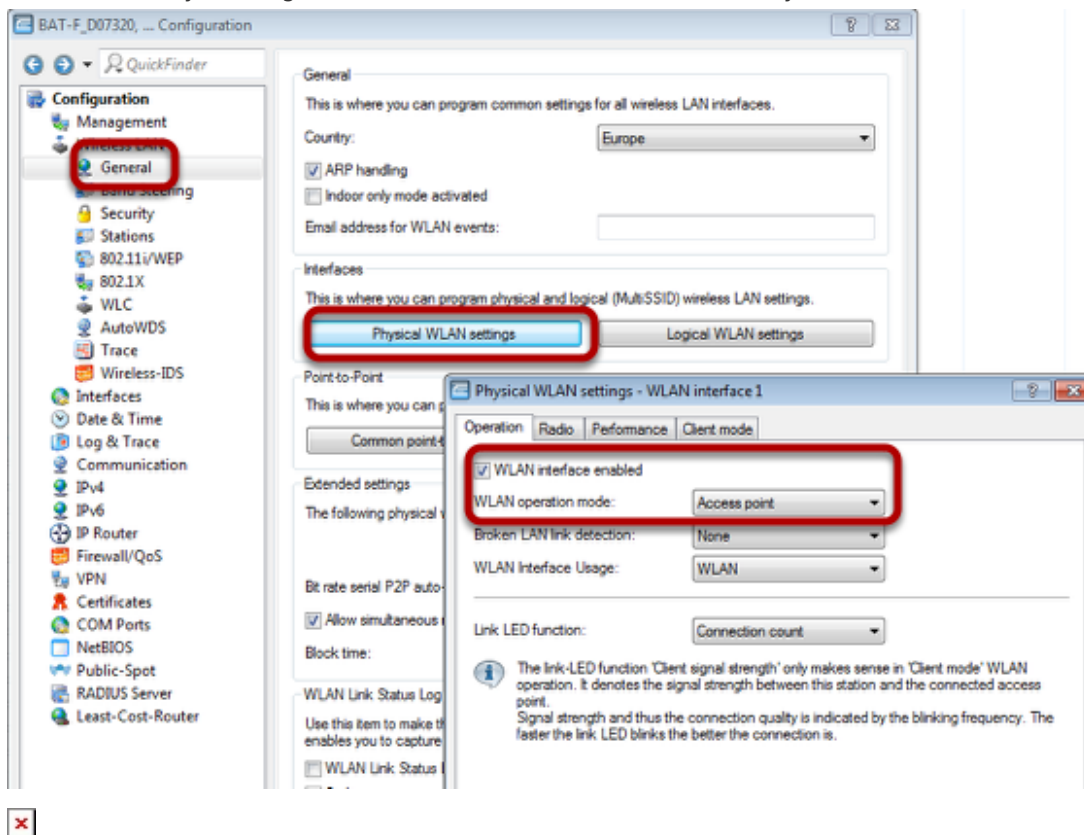 BAT-F_D07320, ... Configuration
QuickFinder
Configuration
Management
Wireless LAN
General
Band Steering
Security
Stations
802.11i/WEP
802.1X
WLC
AutoWDS
Trace
Wireless-IDS
Interfaces
Date & Time
Log & Trace
Communication
IPv4
IPv6
IP Router
Firewall/QoS
VPN
Certificates
COM Ports
NetBIOS
Public-Spot
RADIUS Server
Least-Cost-Router
General
This is where you can program common settings for all wireless LAN interfaces.
Country: Europe
ARP handling
Indoor only mode activated
Email address for WLAN events:
Interfaces
This is where you can program physical and logical (MultiSSID) wireless LAN settings.
Physical WLAN settings Logical WLAN settings
Point-to-Point
This is where you can
Common point-
Extended settings
The following physical
Bit rate serial P2P auto-
Allow simultaneous
Block time:
WLAN Link Status Log
Use this item to make
enables you to capture
WLAN Link Status
Physical WLAN settings - WLAN interface 1
Operation Radio Performance Client mode
WLAN interface enabled
WLAN operation mode: Access point
Broken LAN link detection: None
WLAN Interface Usage: WLAN
Link LED function: Connection count
The link-LED function 'Client signal strength' only makes sense in 'Client mode' WLAN
operation. It denotes the signal strength between this station and the connected access
point.
Signal strength and thus the connection quality is indicated by the blinking frequency. The
faster the link LED blinks the better the connection is.